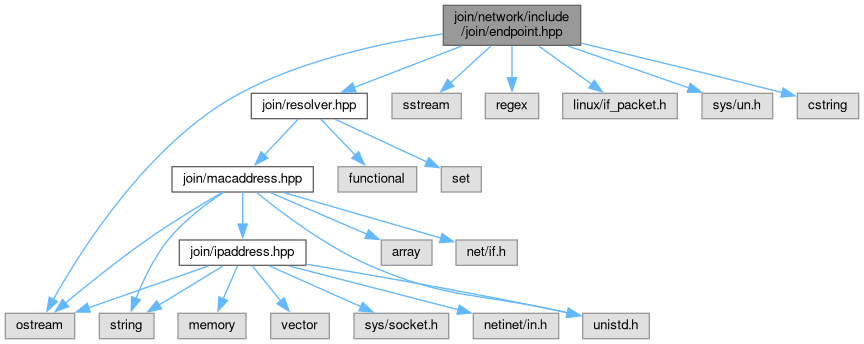 join/network/include
/join/endpoint.hpp
join/resolver.hpp
sstream
regex
linux/if_packet.h
sys/un.h
cstring
join/macaddress.hpp
functional
set
join/ipaddress.hpp
array
net/if.h
ostream
string
memory
vector
sys/socket.h
netinet/in.h
unistd.h